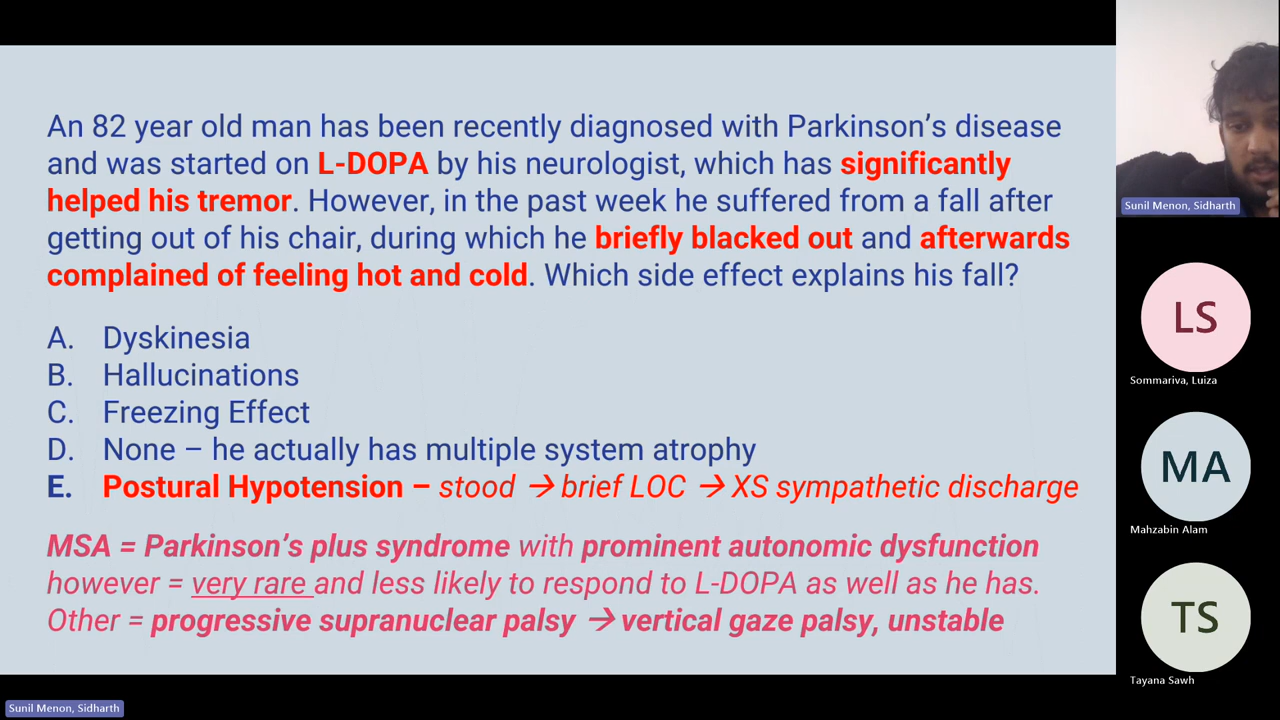 An 82 year old man has been recently diagnosed with Parkinson's disease
and was started on L-DOPA by his neurologist, which has significantly
helped his tremor. However, in the past week he suffered from a fall after
getting out of his chair, during which he briefly blacked out and afterwards
complained of feeling hot and cold. Which side effect explains his fall?
A. Dyskinesia
B. Hallucinations
C. Freezing Effect
D. None – he actually has multiple system atrophy
E. Postural Hypotension – stood → brief LOC → XS sympathetic discharge
MSA = Parkinson's plus syndrome with prominent autonomic dysfunction
however = very rare and less likely to respond to L-DOPA as well as he has.
Other = progressive supranuclear palsy → vertical gaze palsy, unstable
Sunil Menon, Sidharth
LS
Sommariva, Luiza
MA
Mahzabin Alam
TS
Tayana Sawh
Sunil Menon, Sidharth